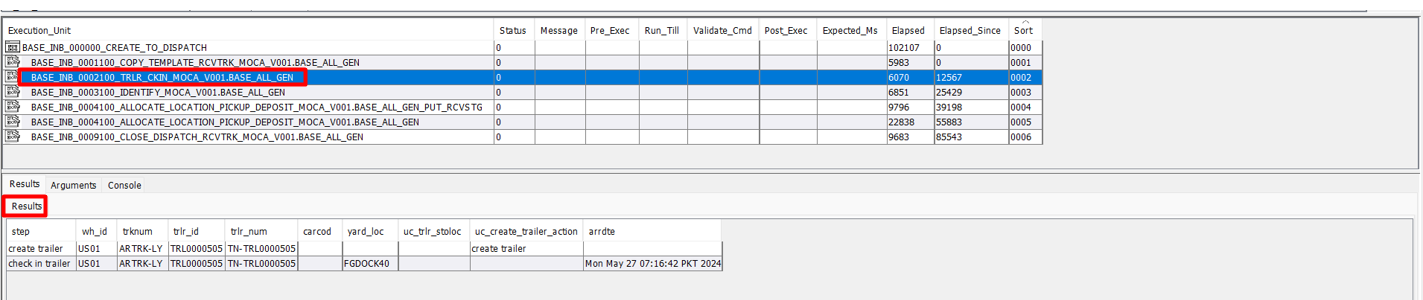 Execution_Unit Status Message Pre_Exec Run_Till Validate_Cmd Post_Exec Expected_Ms Elapsed Elapsed_Since Sort
BASE_INB_000000_CREATE_TO_DISPATCH 0 102107 0 0000
BASE_INB_0001100_COPY_TEMPLATE_RCVTRK_MOCA_V001.BASE_ALL_GEN 0 5983 0 0001
BASE_INB_0002100_TRLR_CKIN_MOCA_V001.BASE_ALL_GEN 0 6070 12567 0002
BASE_INB_0003100_IDENTIFY_MOCA_V001.BASE_ALL_GEN 0 6851 25429 0003
BASE_INB_0004100_ALLOCATE_LOCATION_PICKUP_DEPOSIT_MOCA_V001.BASE_ALL_GEN_PUT_RCVSTG 0 9796 39198 0004
BASE_INB_0004100_ALLOCATE_LOCATION_PICKUP_DEPOSIT_MOCA_V001.BASE_ALL_GEN 0 22838 55883 0005
BASE_INB_0009100_CLOSE_DISPATCH_RCVTRK_MOCA_V001.BASE_ALL_GEN 0 9683 85543 0006
Results Arguments Console
Results
step wh_id trknum trlr_id trlr_num carcod yard_loc uc_trlr_stoloc uc_create_trailer_action arrdte
create trailer US01 ARTRK-LY TRL0000505 TN-TRL0000505 create trailer
check in trailer US01 ARTRK-LY TRL0000505 TN-TRL0000505 FGDOCK40 Mon May 27 07:16:42 PKT 2024